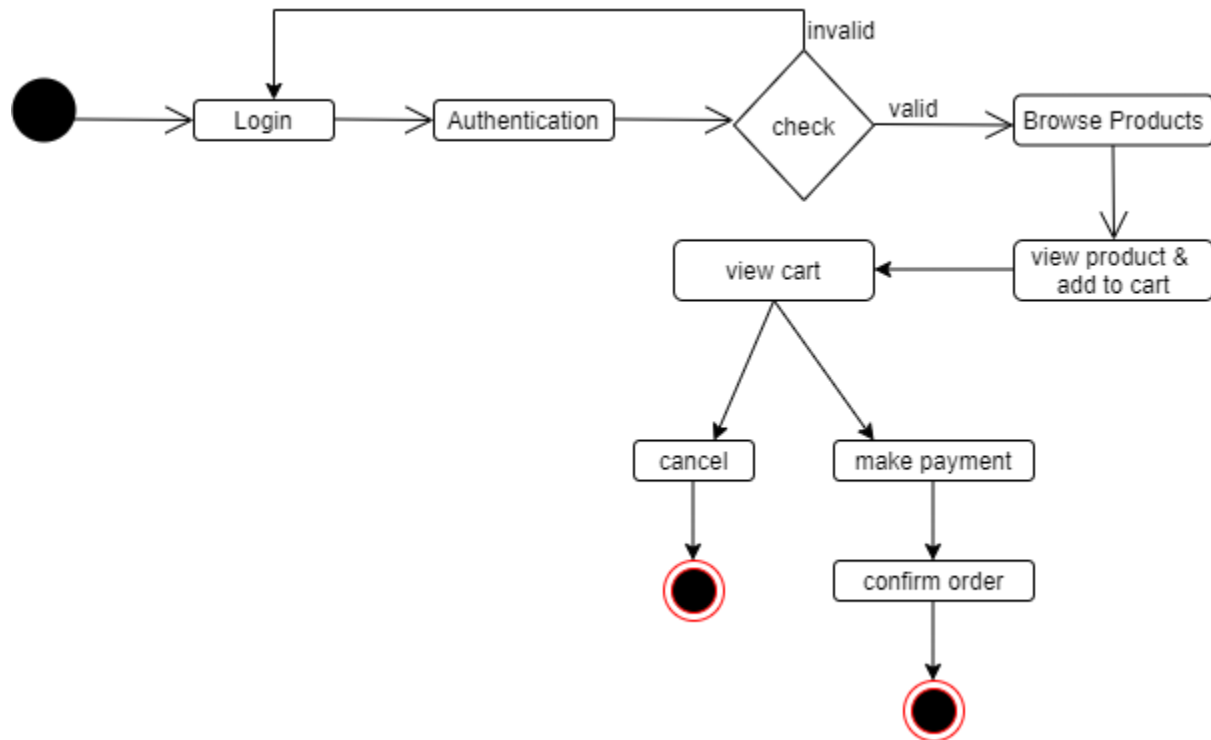 invalid
Login
Authentication
check
valid
Browse Products
view cart
view product &
add to cart
cancel
make payment
confirm order